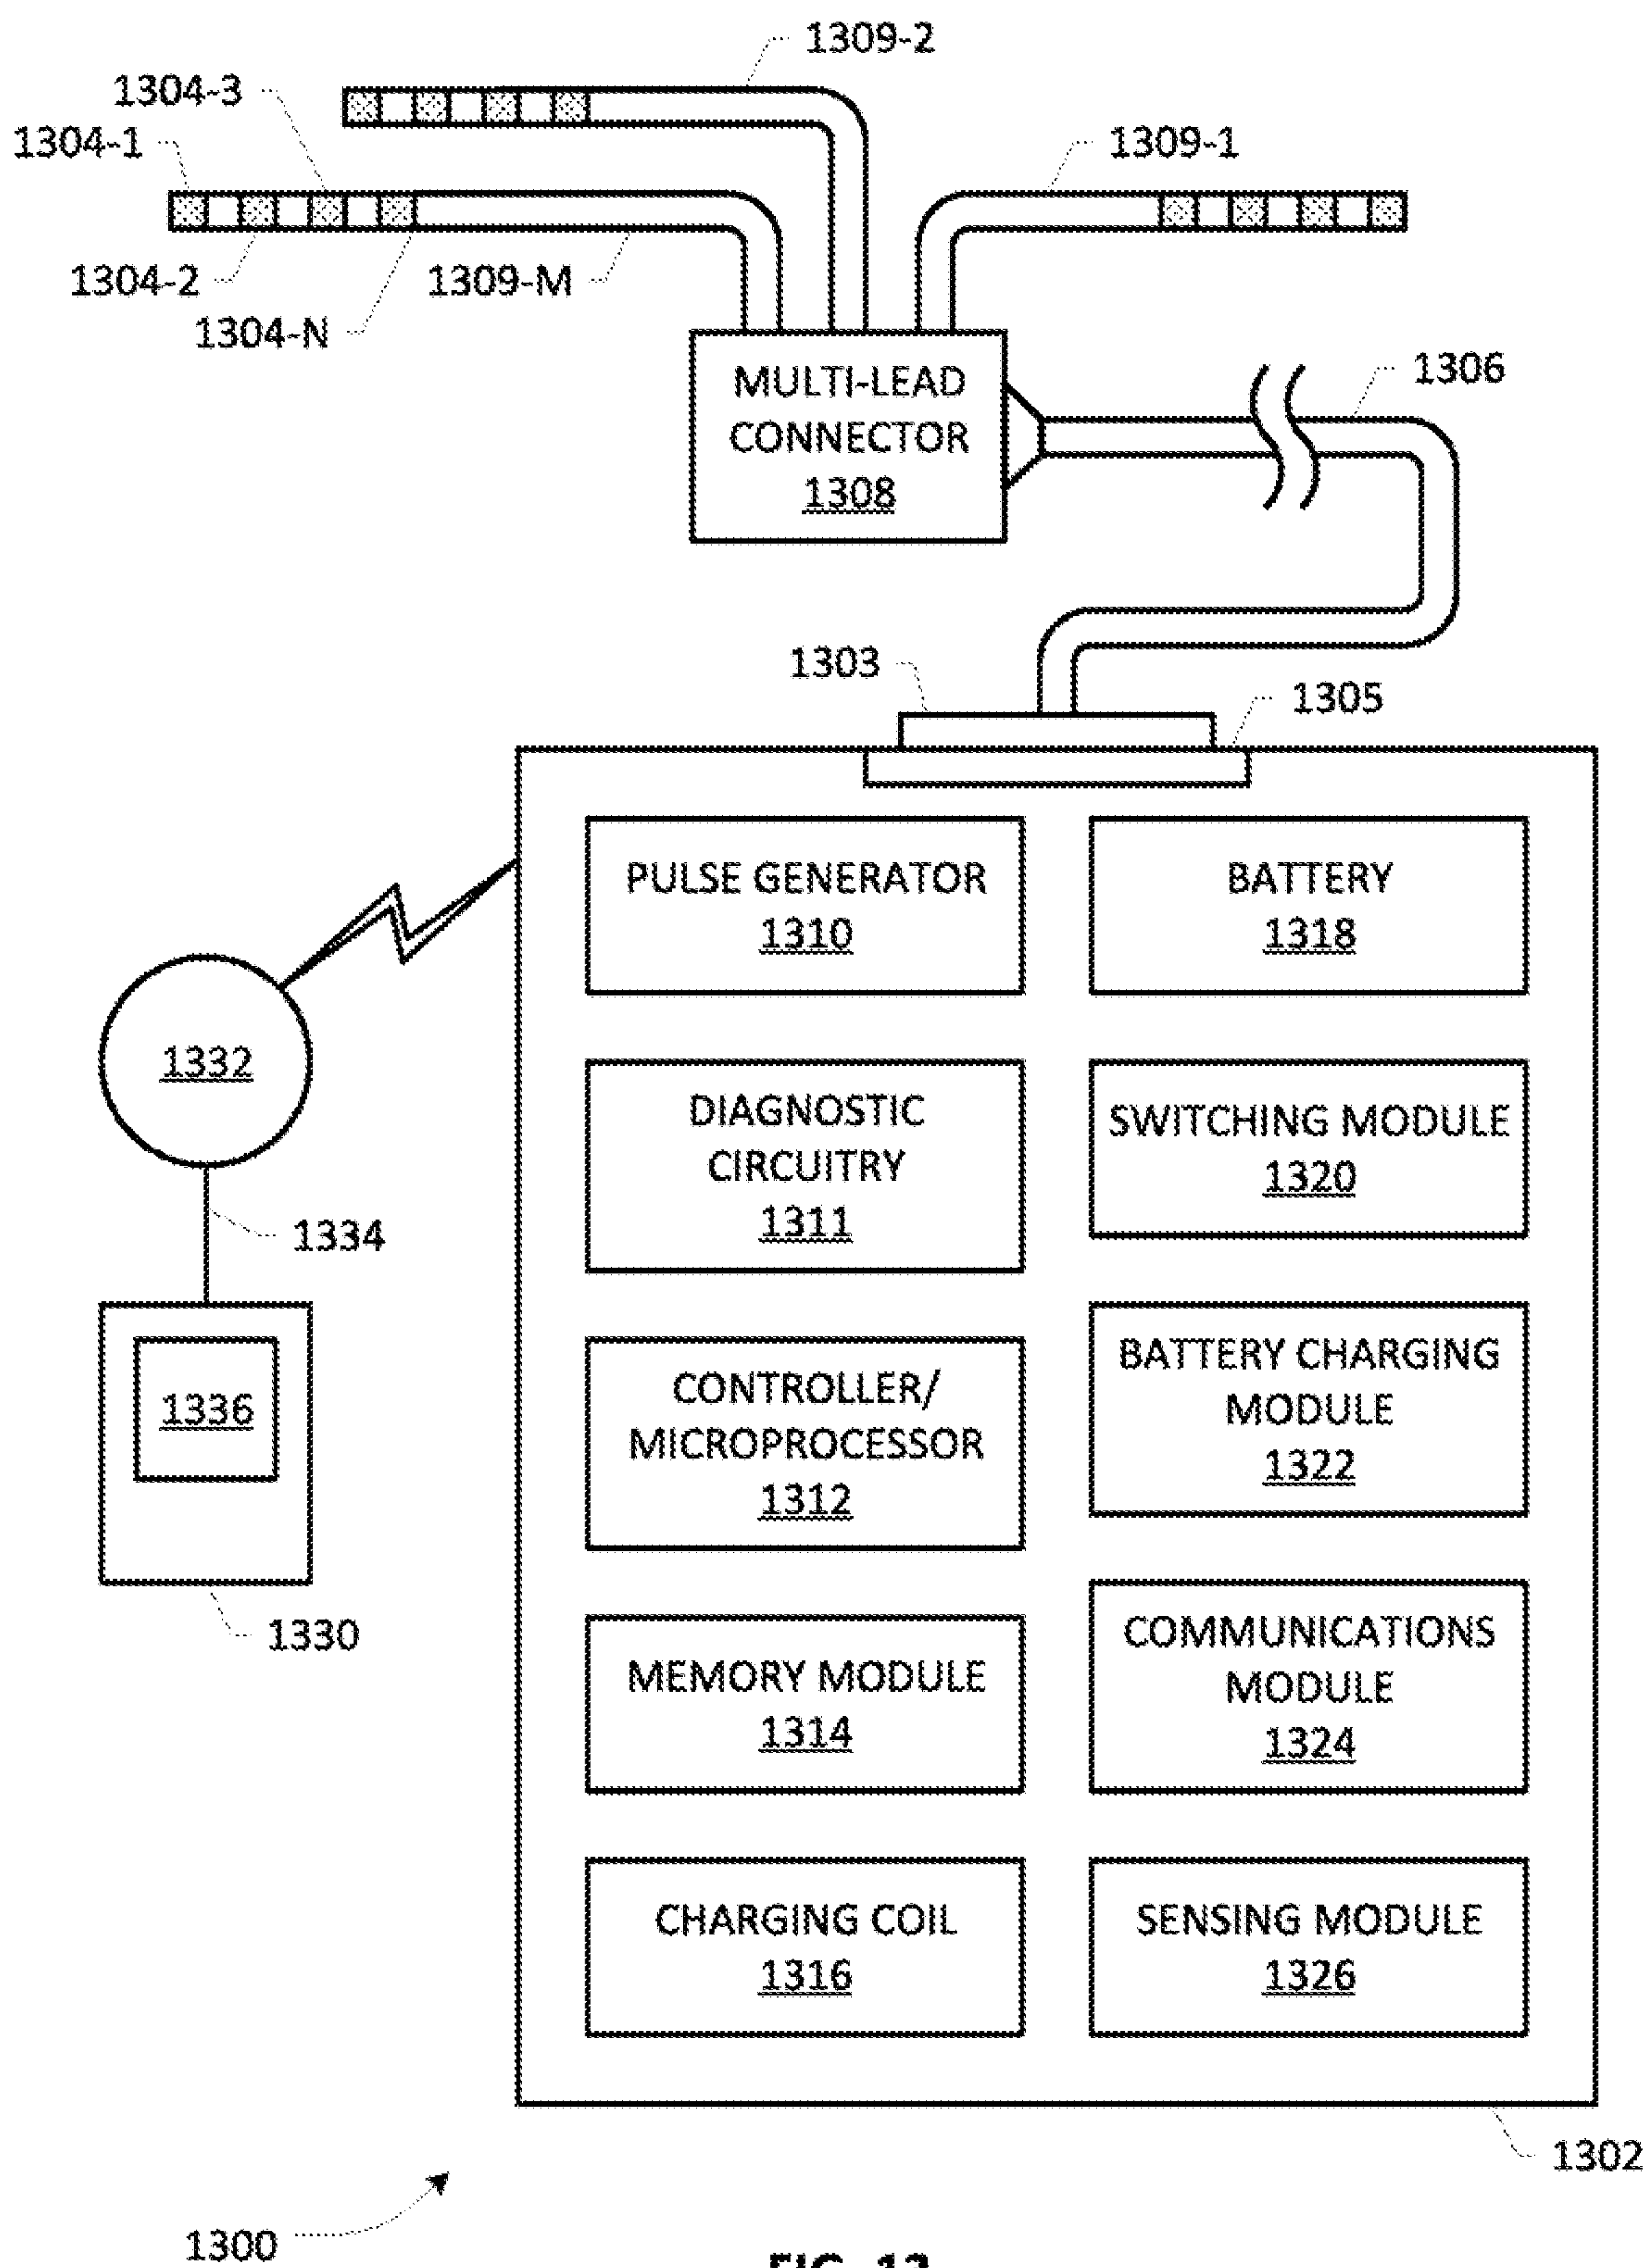 1309-2
1304-3
1304-1
1309-1
1304-2
1309-M
1304-N
1306
MULTI-LEAD
CONNECTOR
1308
1303
1305
PULSE GENERATOR
1310
BATTERY
1318
1332
DIAGNOSTIC
CIRCUITRY
1311
SWITCHING MODULE
1320
1334
1336
CONTROLLER/
MICROPROCESSOR
1312
BATTERY CHARGING
MODULE
1322
1330
MEMORY MODULE
1314
COMMUNICATIONS
MODULE
1324
CHARGING COIL
1316
SENSING MODULE
1326
1302
1300
FIG. 13